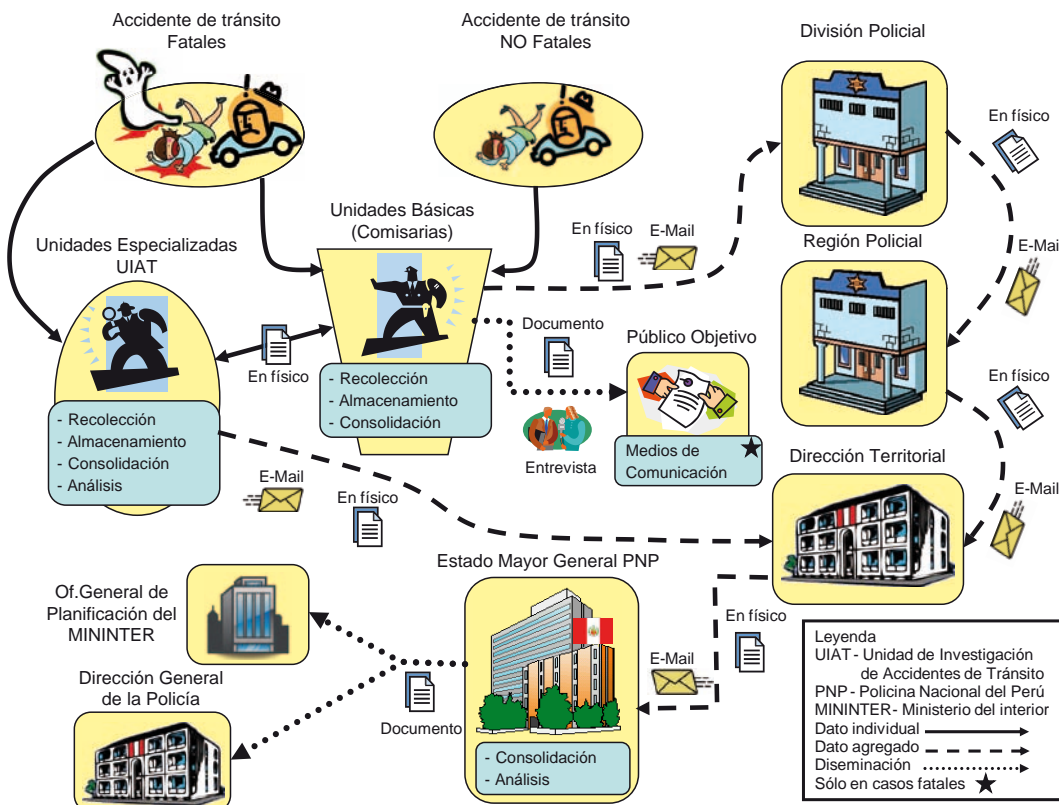 Accidente de tránsito
Fatales
Accidente de tránsito
NO Fatales
División Policial
En físico
Unidades Básicas
(Comisarias)
En físico
E-Mail
Unidades Especializadas
UIAT
Región Policial
E-Mail
En físico
Documento
Público Objetivo
- Recolección
- Almacenamiento
- Consolidación
En físico
- Recolección
- Almacenamiento
- Consolidación
- Análisis
Entrevista
Medios de
Comunicación
Dirección Territorial
E-Mail
E-Mail
En físico
Estado Mayor General PNP
Of.General de
Planificación del
MININTER
En físico
E-Mail
Dirección General
de la Policía
Documento
- Consolidación
- Análisis
Leyenda
UIAT - Unidad de Investigación
de Accidentes de Tránsito
PNP - Policina Nacional del Perú
MININTER - Ministerio del interior
Dato individual
Dato agregado
Diseminación
Sólo en casos fatales